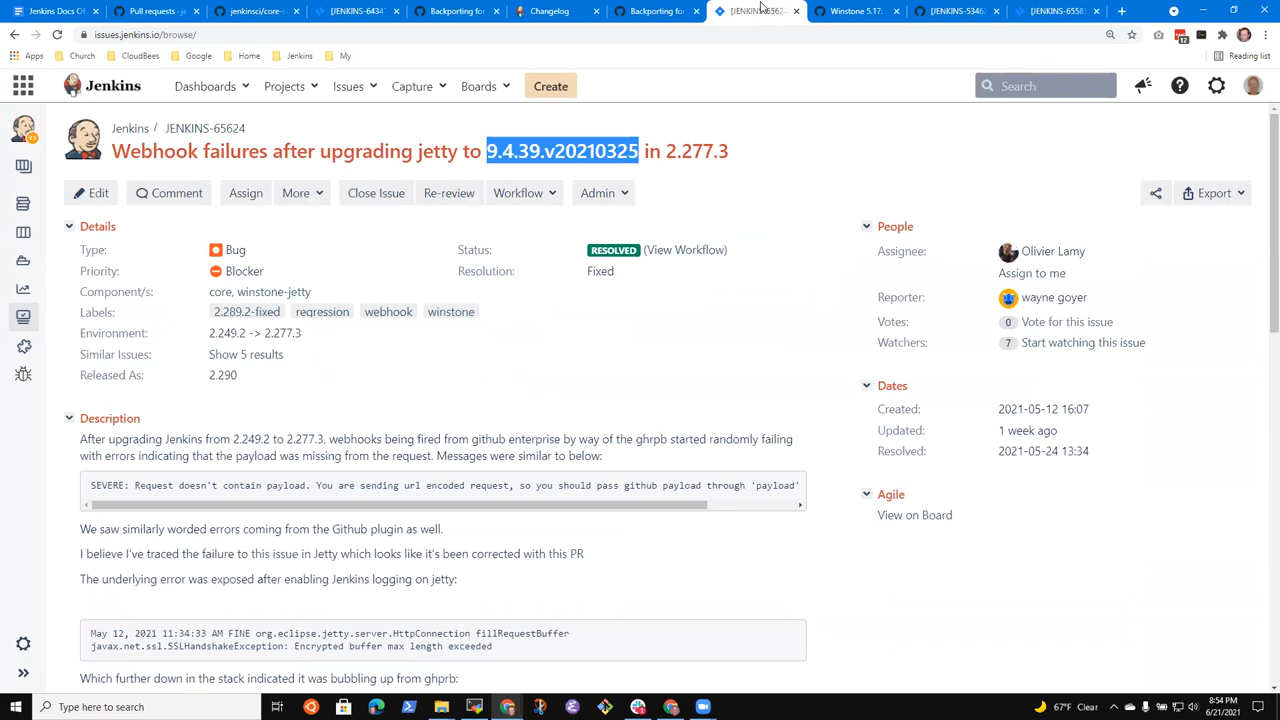 Jenkins Docs Of
Pull requests · je
jenkinsci/core-c
Backporting for
Changelog
Backporting for
Winstone 5.17:
issues.jenkins.io/browse/
Apps
Church
CloudBees
Google
Home
Jenkins
My
Reading list
12
Jenkins
Dashboards
Projects
Issues
Capture
Boards
Create
Search
Jenkins / JENKINS-65624
Webhook failures after upgrading jetty to 9.4.39.v20210325 in 2.277.3
Edit
Comment
Assign
More
Close Issue
Re-review
Workflow
Admin
Export
Details
Type: Bug
Status: RESOLVED (View Workflow)
Priority: Blocker
Resolution: Fixed
Component/s: core, winstone-jetty
Labels: 2.289.2-fixed regression webhook winstone
Environment: 2.249.2 -> 2.277.3
Similar Issues: Show 5 results
Released As: 2.290
People
Assignee: Olivier Lamy
Assign to me
Reporter: wayne goyer
Votes: 0 Vote for this issue
Watchers: 7 Start watching this issue
Dates
Created: 2021-05-12 16:07
Updated: 1 week ago
Resolved: 2021-05-24 13:34
Agile
View on Board
Description
After upgrading Jenkins from 2.249.2 to 2.277.3, webhooks being fired from github enterprise by way of the ghrpb started randomly failing
with errors indicating that the payload was missing from the request. Messages were similar to below:
SEVERE: Request doesn't contain payload. You are sending url encoded request, so you should pass github payload through 'payload'
We saw similarly worded errors coming from the Github plugin as well.
I believe I've traced the failure to this issue in Jetty which looks like it's been corrected with this PR
The underlying error was exposed after enabling Jenkins logging on jetty:
May 12, 2021 11:34:33 AM FINE org.eclipse.jetty.server.HttpConnection fillRequestBuffer
javax.net.ssl.SSLHandshakeException: Encrypted buffer max length exceeded
Which further down in the stack indicated it was bubbling up from ghprb:
Type here to search
67°F Clear
8:54 PM
6/21/2021